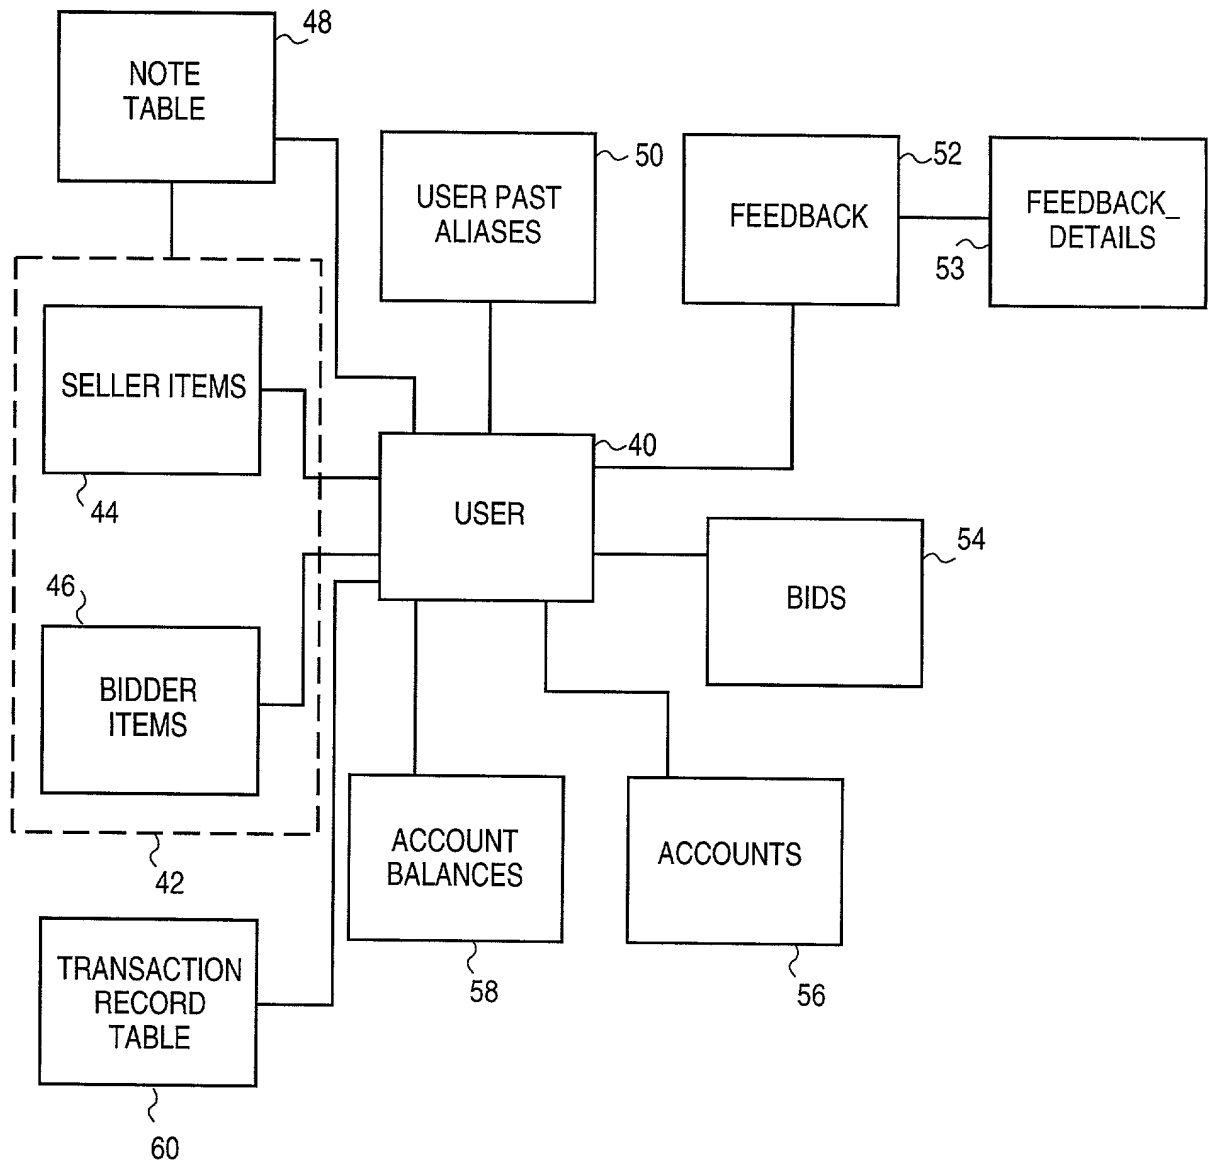 48
NOTE
TABLE
50
USER PAST
ALIASES
52
FEEDBACK
FEEDBACK_
DETAILS
53
SELLER ITEMS
44
40
USER
54
BIDS
46
BIDDER
ITEMS
42
ACCOUNT
BALANCES
58
ACCOUNTS
56
TRANSACTION
RECORD
TABLE
60